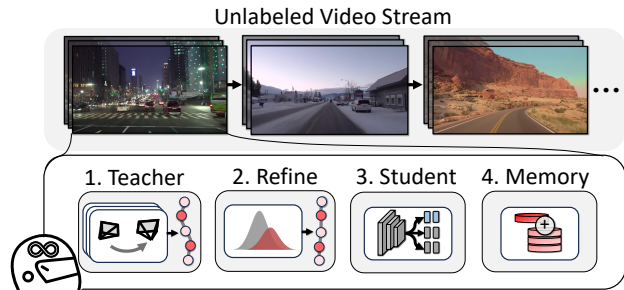 Unlabeled Video Stream
1. Teacher
2. Refine
3. Student
4. Memory